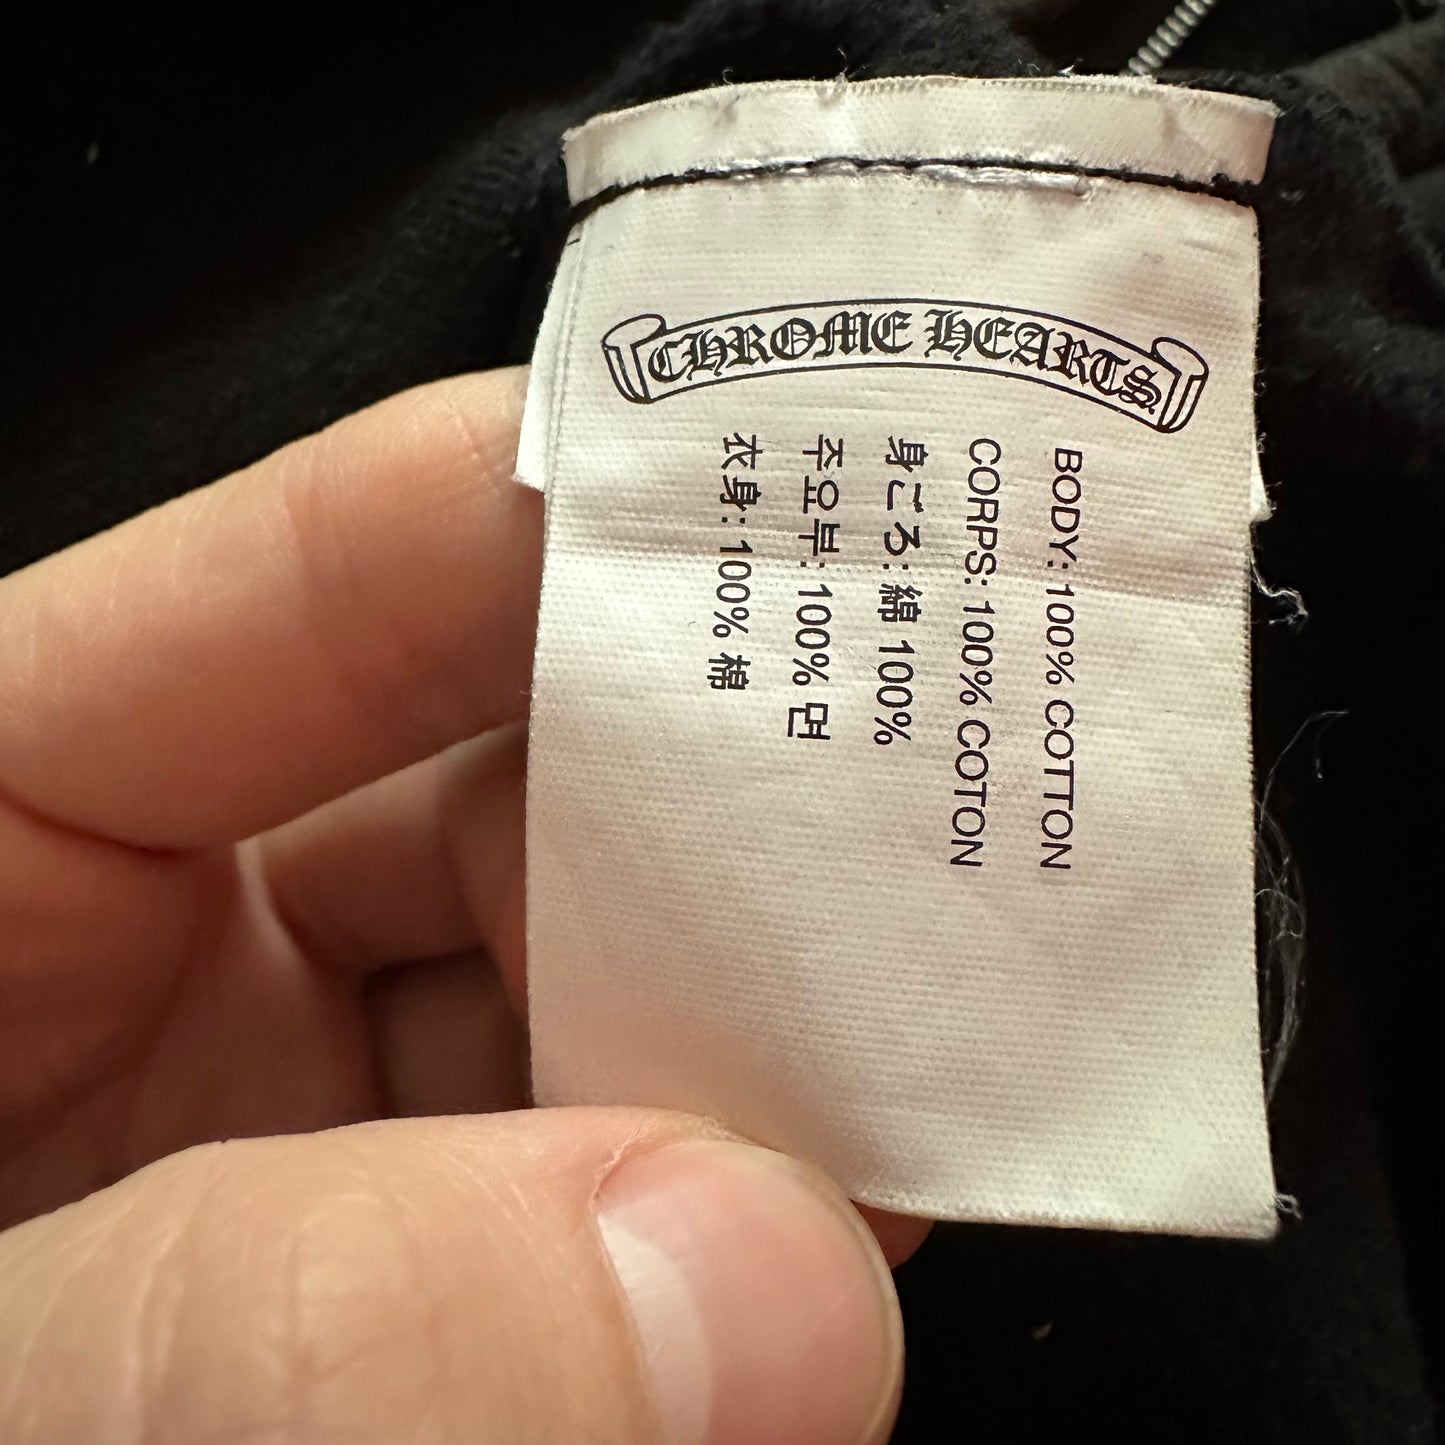 CHROME HEARTS
BODY: 100% COTTON
CORPS: 100% COTON
身ごろ: 綿 100%
주요부: 100% 면
衣身: 100% 棉